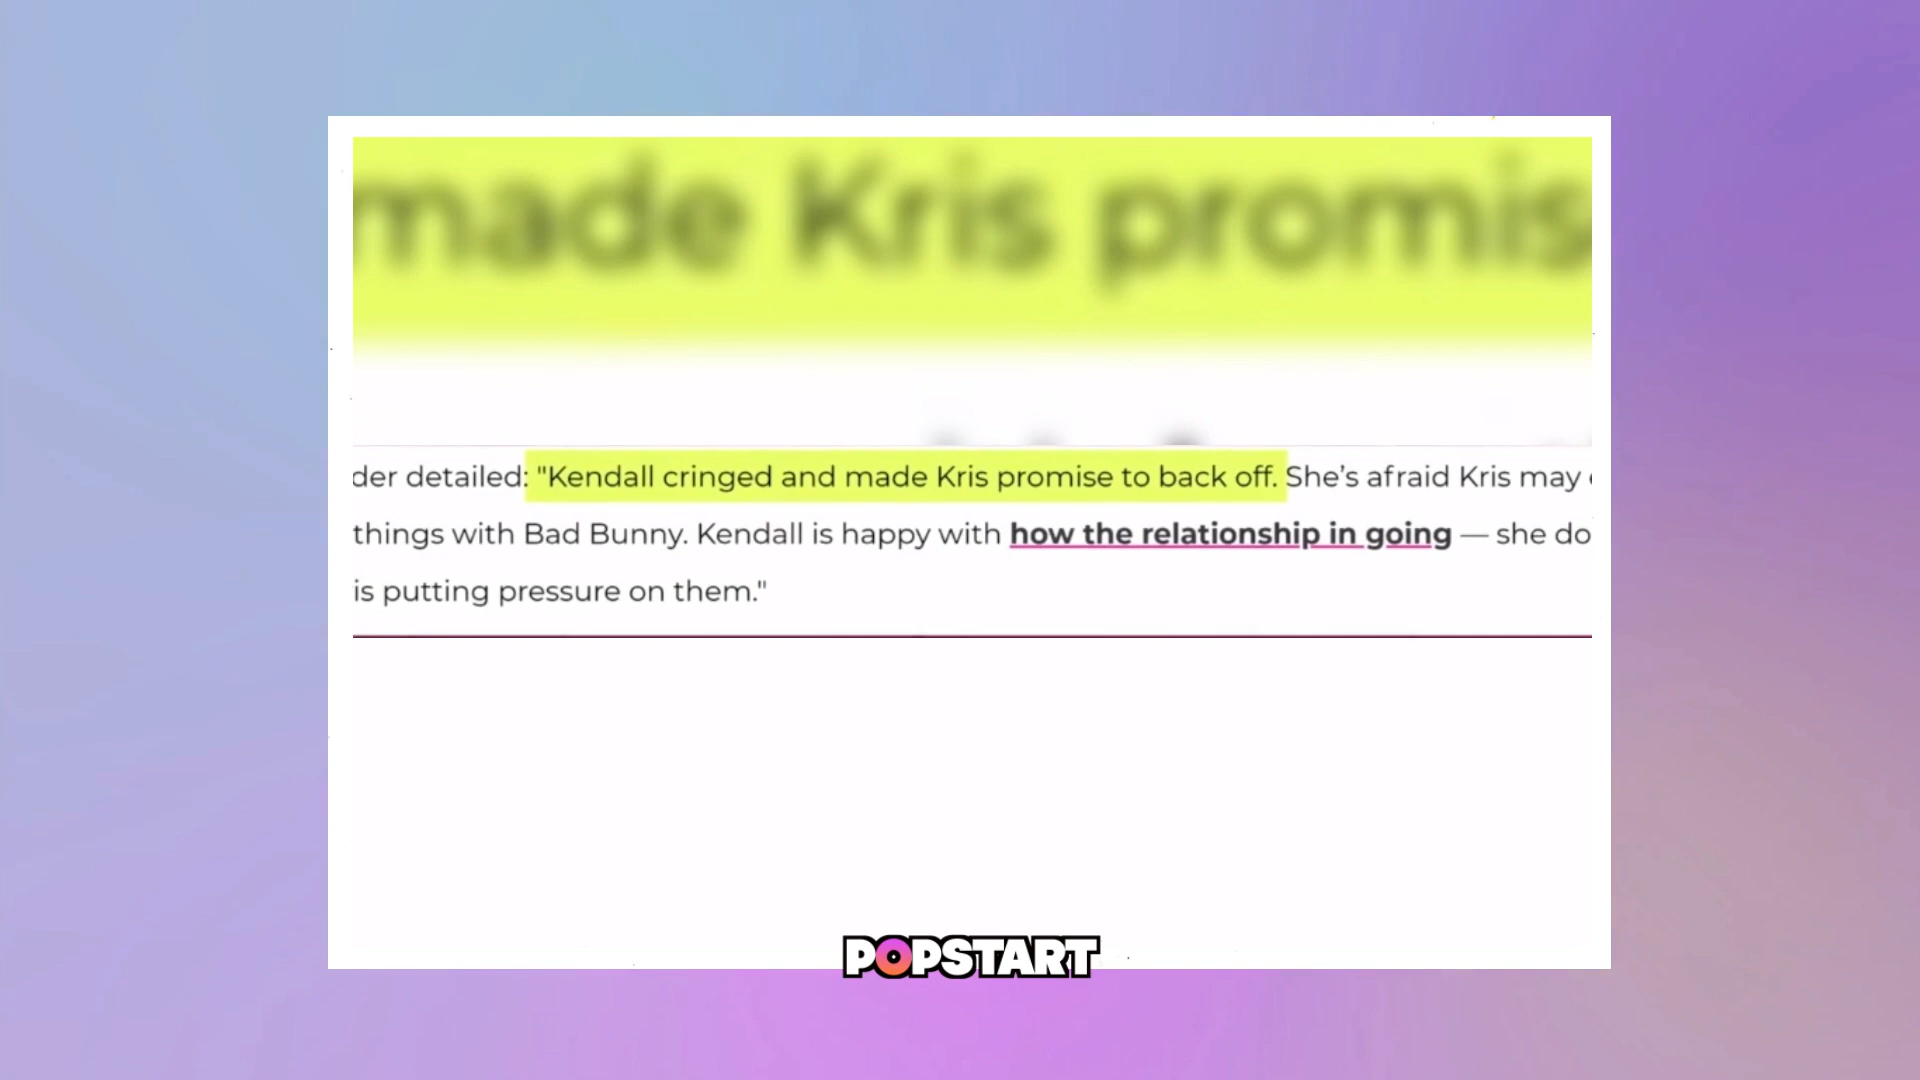 made Kris promis
der detailed: "Kendall cringed and made Kris promise to back off. She's afraid Kris may
things with Bad Bunny. Kendall is happy with how the relationship in going — she do
is putting pressure on them."
POPSTART